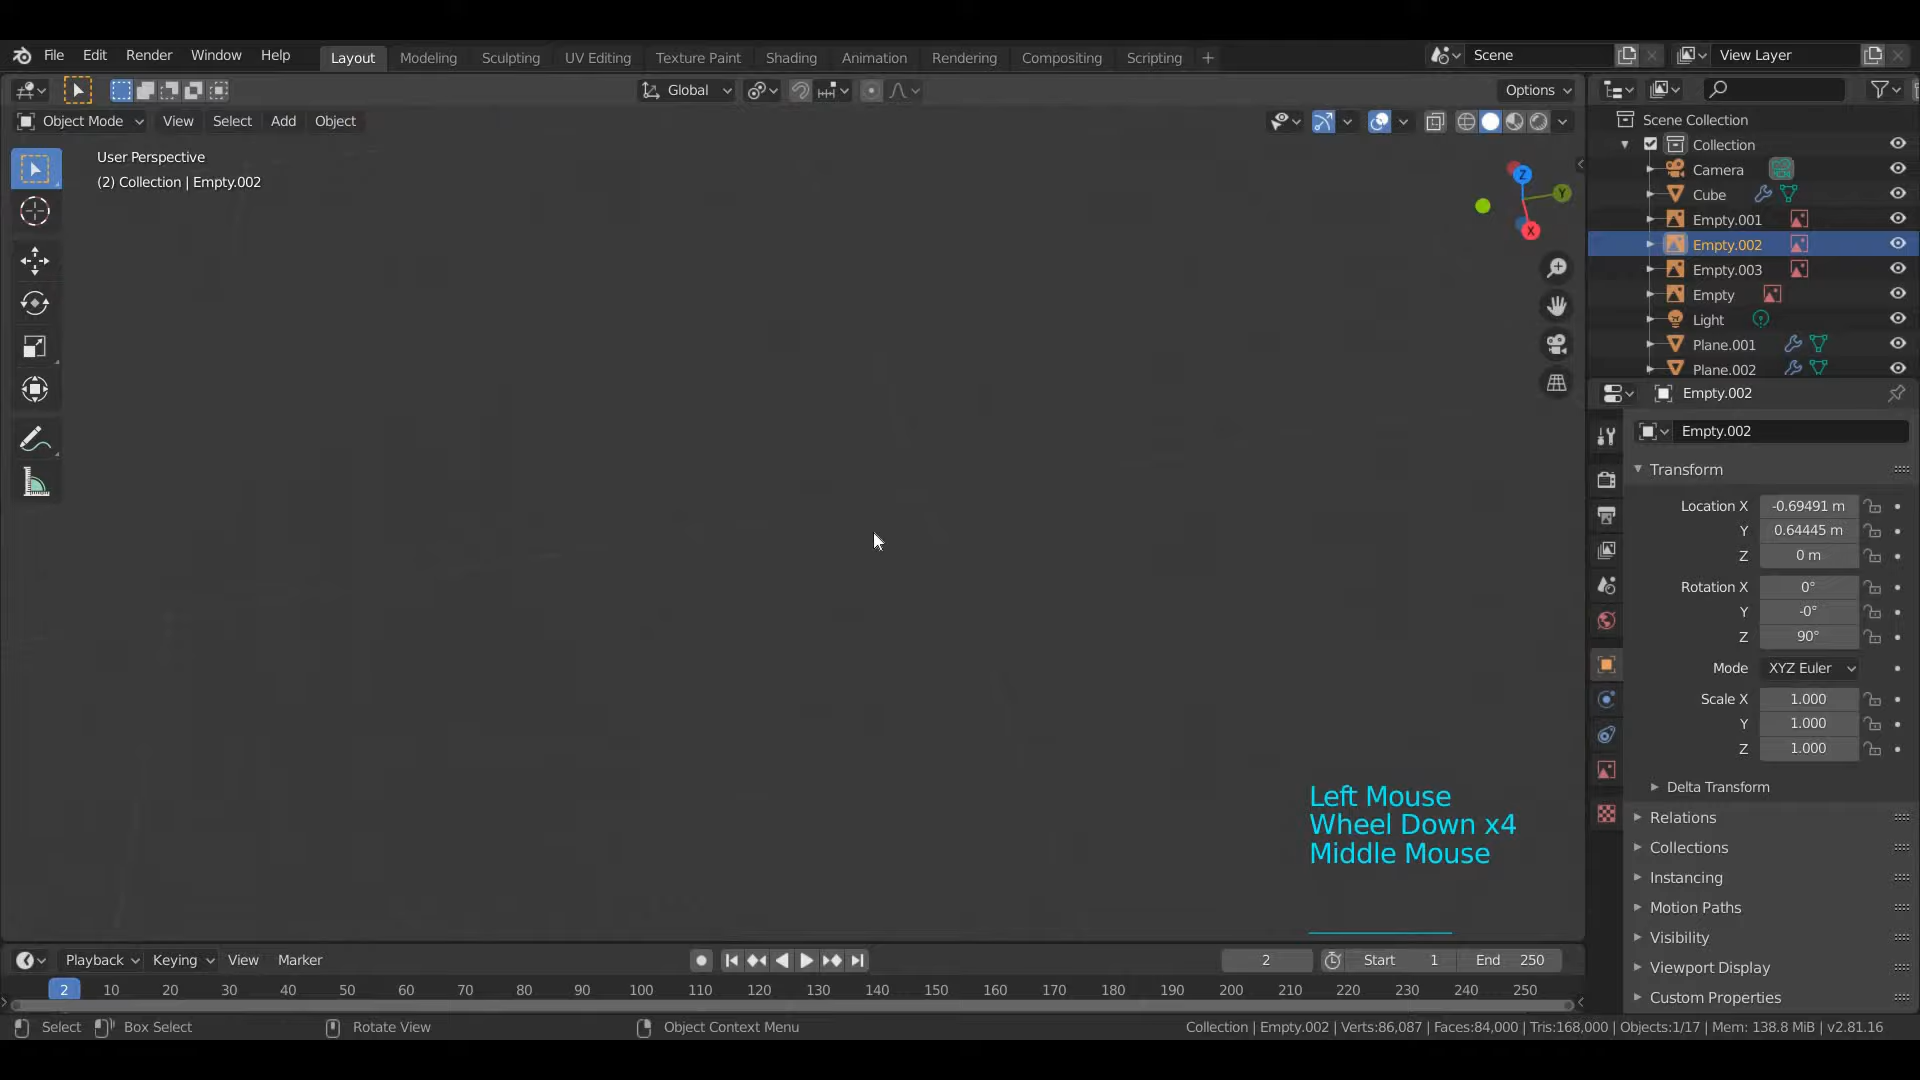 File Edit Render Window Help Layout Modeling Sculpting UV Editing Texture Paint Shading Animation Rendering Compositing Scripting + Scene View Layer
Global Options
Object Mode View Select Add Object
User Perspective
(2) Collection | Empty.002
Z
Y
X
Scene Collection
Collection
Camera
Cube
Empty.001
Empty.002
Empty.003
Empty
Light
Plane.001
Plane.002
Empty.002
Empty.002
Transform
Location X -0.69491 m
Y 0.64445 m
Z 0 m
Rotation X 0°
Y -0°
Z 90°
Mode XYZ Euler
Scale X 1.000
Y 1.000
Z 1.000
Delta Transform
Relations
Collections
Instancing
Motion Paths
Visibility
Viewport Display
Custom Properties
Left Mouse
Wheel Down x4
Middle Mouse
Playback Keying View Marker 2 Start 1 End 250
2 10 20 30 40 50 60 70 80 90 100 110 120 130 140 150 160 170 180 190 200 210 220 230 240 250
Select Box Select Rotate View Object Context Menu Collection | Empty.002 | Verts:86,087 | Faces:84,000 | Tris:168,000 | Objects:1/17 | Mem: 138.8 MiB | v2.81.16